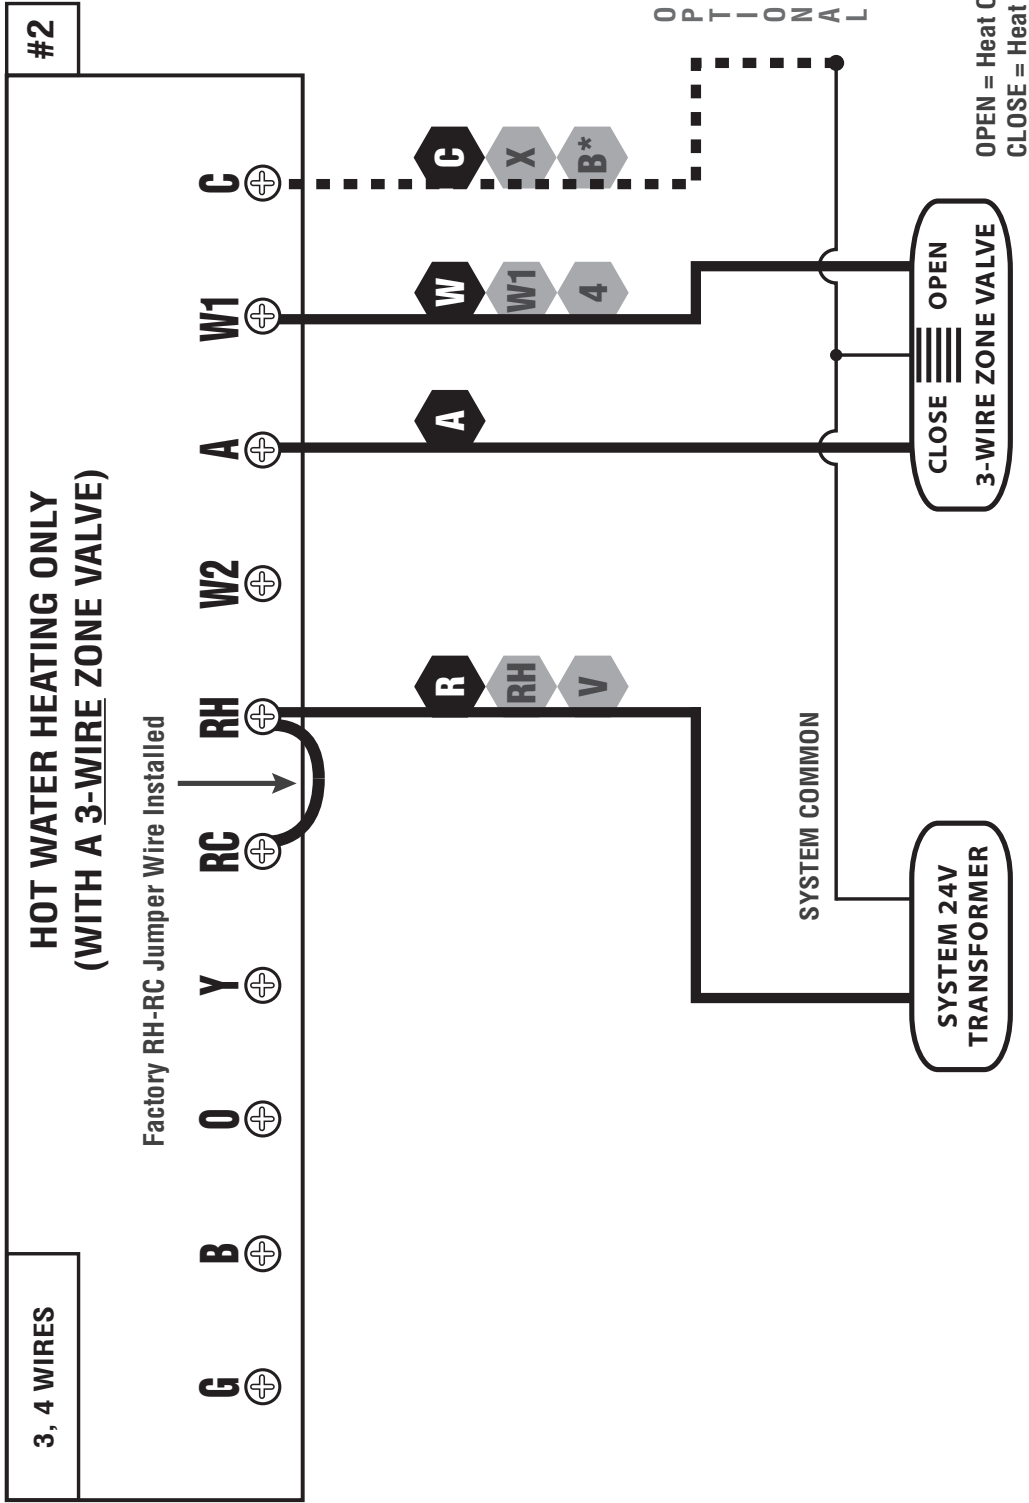 3, 4 WIRES
#2
HOT WATER HEATING ONLY
(WITH A 3-WIRE ZONE VALVE)
Factory RH-RC Jumper Wire Installed
G B O Y RC RH W2 A W1 C
R A W C
RH W1 X
V 4 B*
OPTIONAL
SYSTEM COMMON
SYSTEM 24V
TRANSFORMER
CLOSE OPEN
3-WIRE ZONE VALVE
OPEN = Heat
CLOSE = Heat